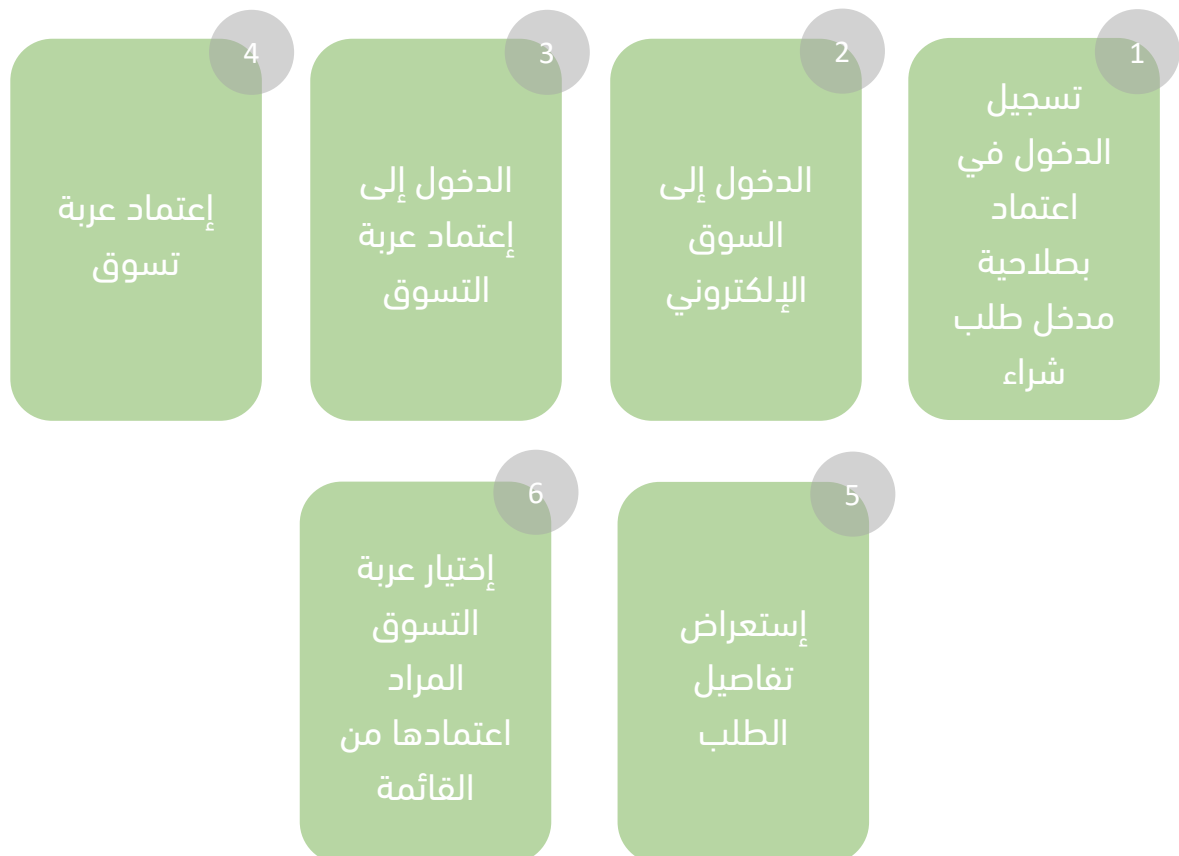 1
تسجيل
الدخول في
اعتماد
بصلاحية
مدخل طلب
شراء
2
الدخول إلى
السوق
الإلكتروني
3
الدخول إلى
إعتماد عربة
التسوق
4
إعتماد عربة
تسوق
5
إستعراض
تفاصيل
الطلب
6
إختيار عربة
التسوق
المراد
اعتمادها من
القائمة